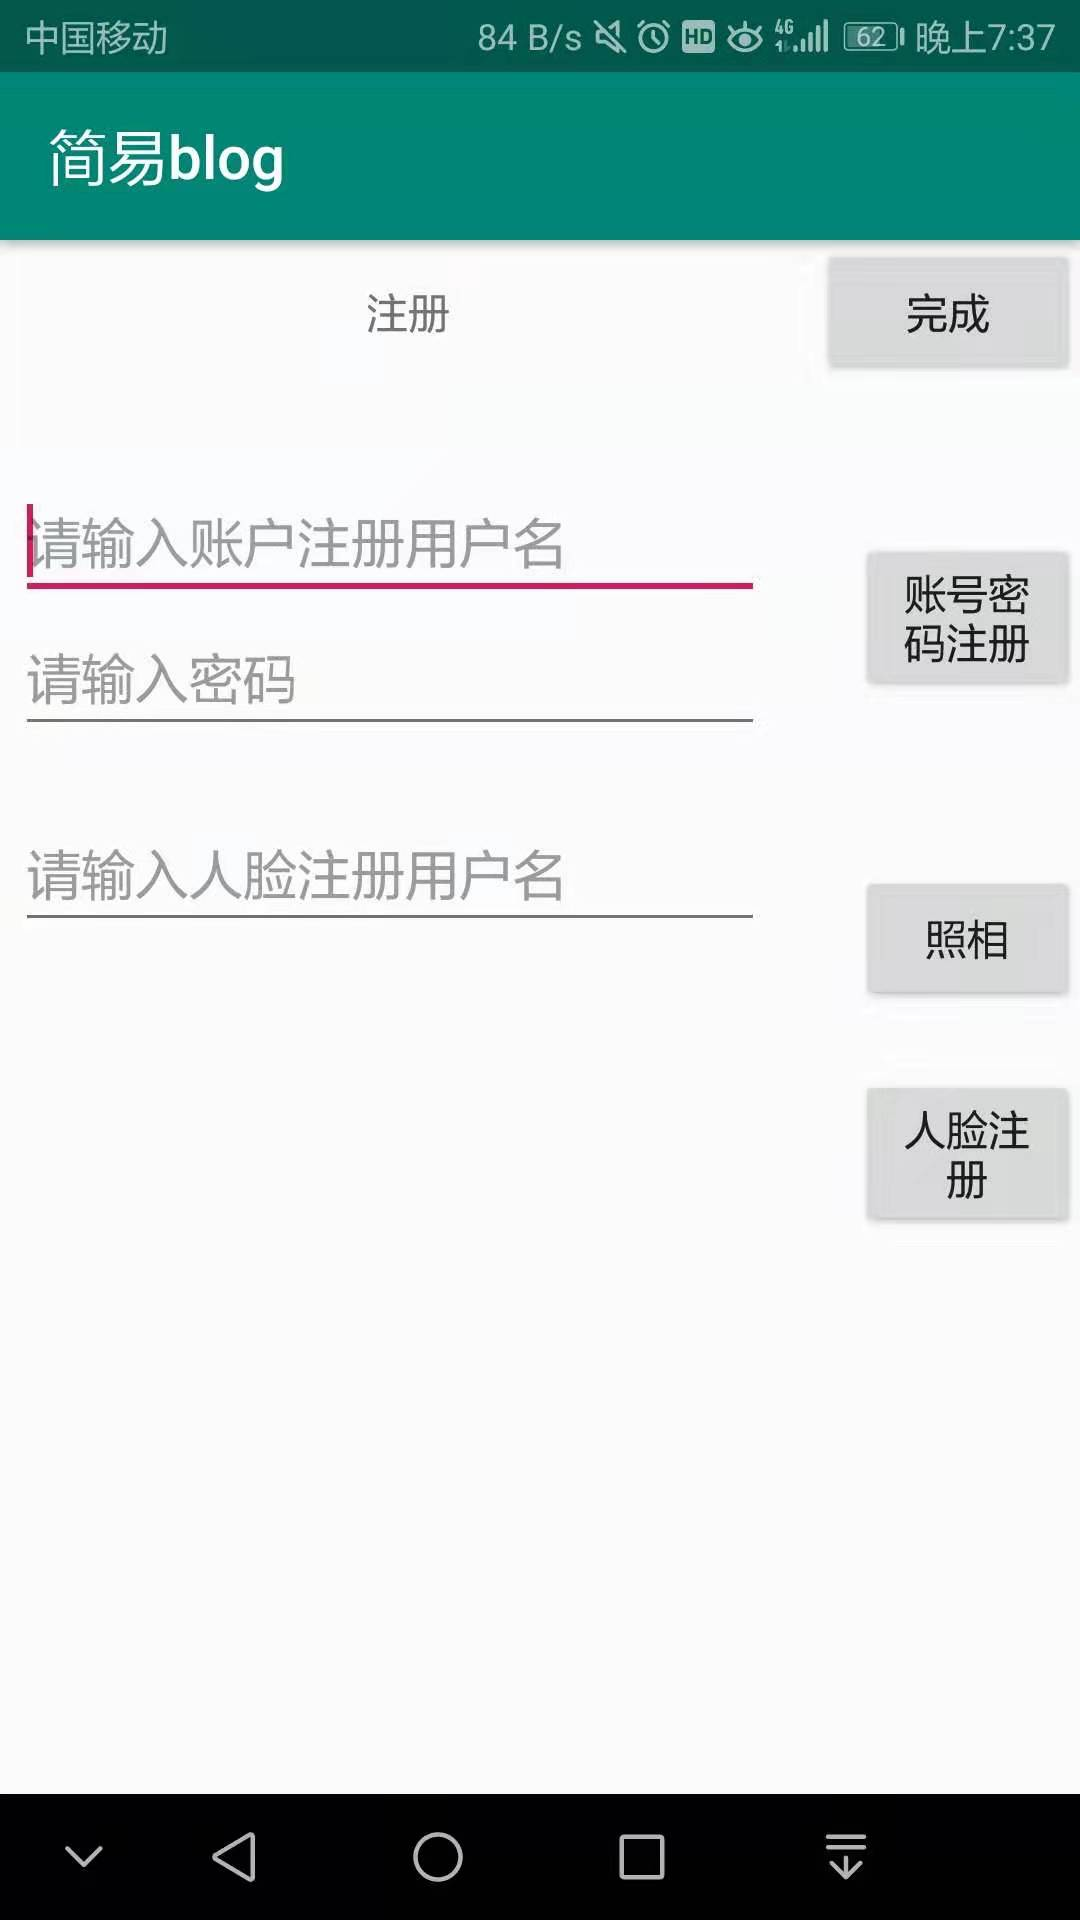 中国移动 84 B/s HD 4G 62 晚上7:37
简易blog
注册 完成
请输入账户注册用户名
账号密
码注册
请输入密码
请输入人脸注册用户名
照相
人脸注
册